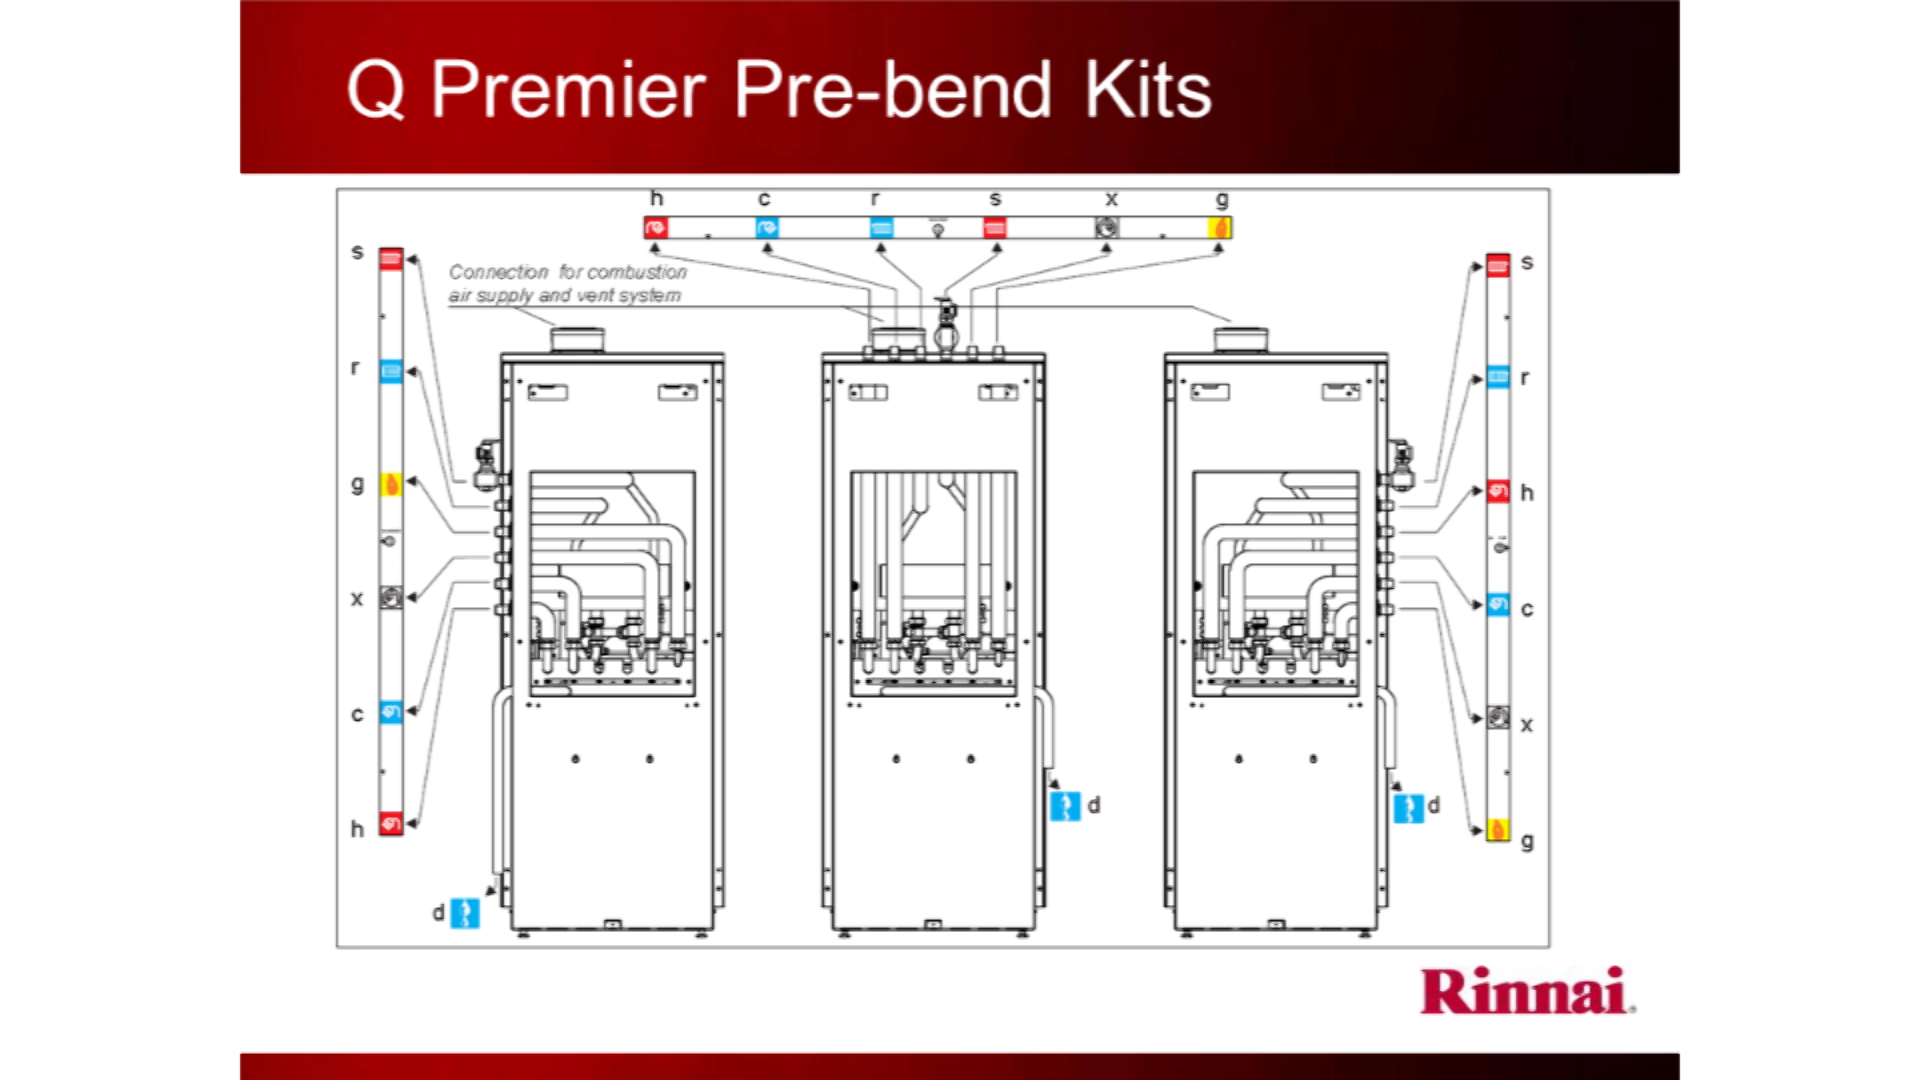 Q Premier Pre-bend Kits
h c r s x g
Connection for combustion
air supply and vent system
s
r
g
x
c
h
d
d
s
r
h
c
x
g
d
Rinnai